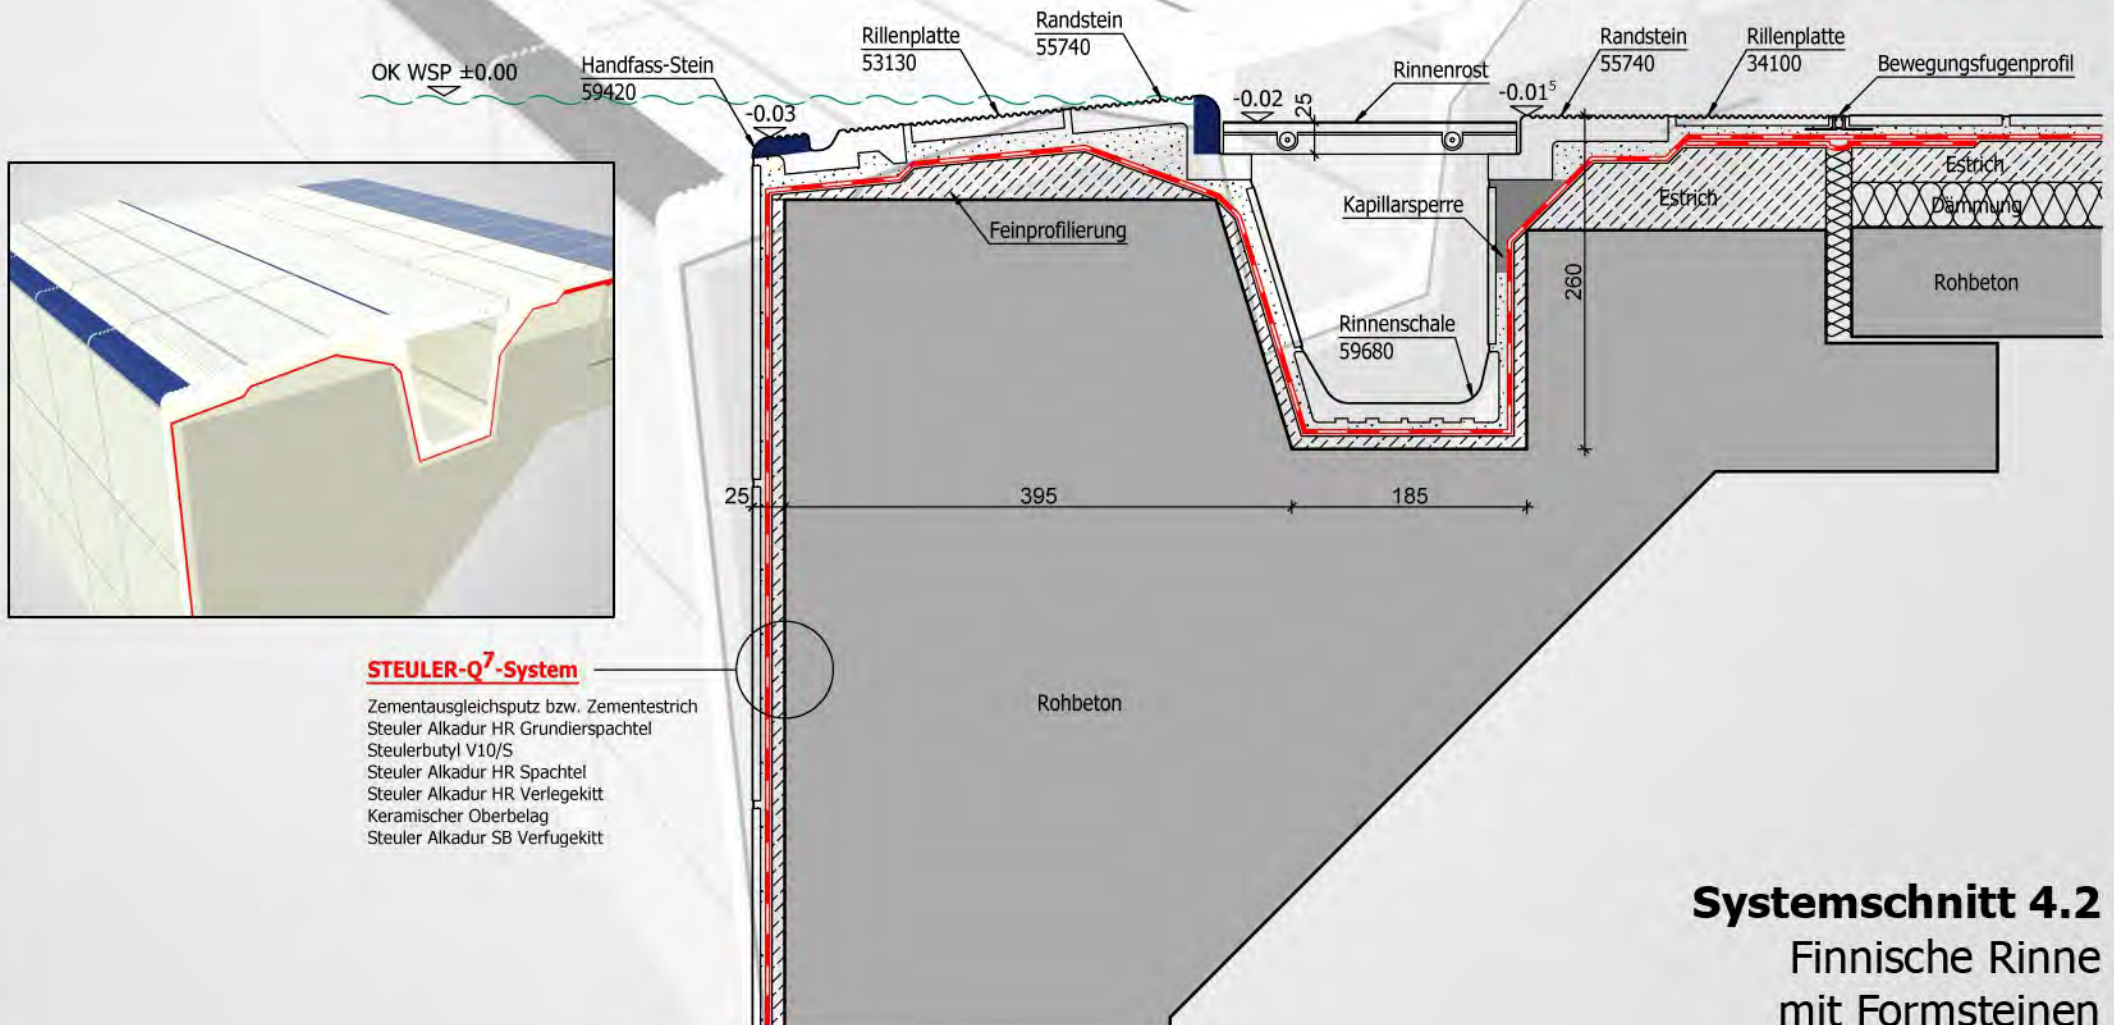 OK WSP ±0.00
Handfass-Stein
59420
Rillenplatte
53130
Randstein
55740
Rinnenrost
Randstein
55740
Rillenplatte
34100
Bewegungsfugenprofil
-0.03
-0.02
25
-0.01⁵
Feinprofilierung
Kapillarsperre
Estrich
Estrich
Dämmung
Rohbeton
260
Rinnenschale
59680
25
395
185
STEULER-Q⁷-System
Zementausgleichsputz bzw. Zementestrich
Steuler Alkadur HR Grundierspachtel
Steulerbutyl V10/S
Steuler Alkadur HR Spachtel
Steuler Alkadur HR Verlegekitt
Keramischer Oberbelag
Steuler Alkadur SB Verfugekitt
Rohbeton
Systemschnitt 4.2
Finnische Rinne
mit Formsteinen